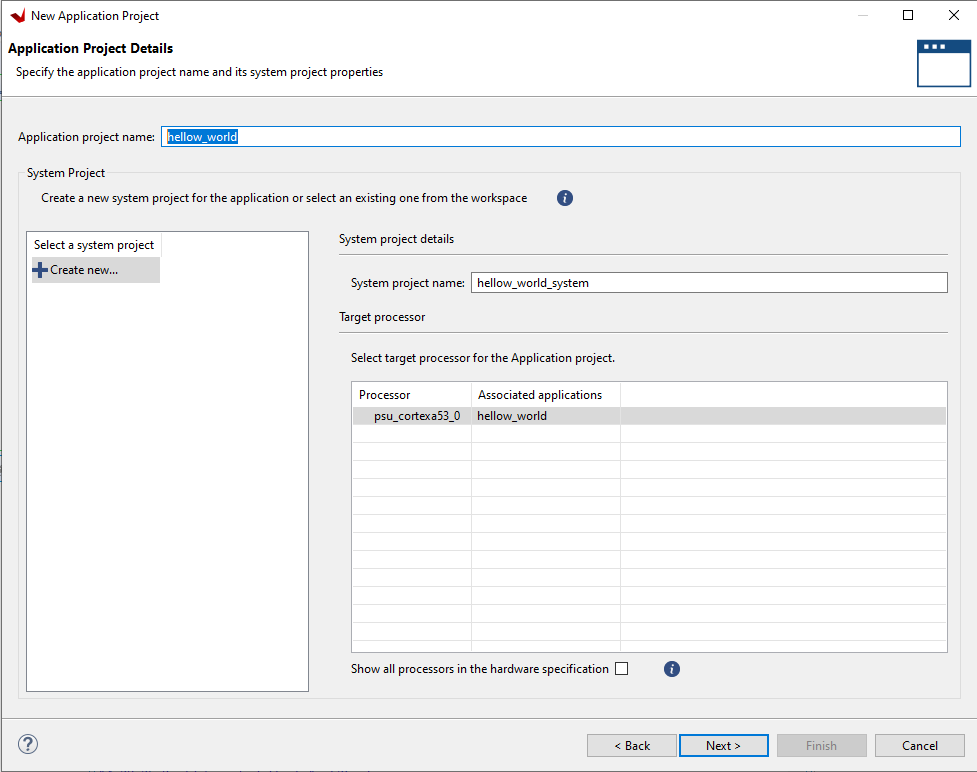 New Application Project
Application Project Details
Specify the application project name and its system project properties
Application project name: hellow_world
System Project
Create a new system project for the application or select an existing one from the workspace
Select a system project
Create new...
System project details
System project name: hellow_world_system
Target processor
Select target processor for the Application project.
Processor Associated applications
psu_cortexa53_0 hellow_world
Show all processors in the hardware specification
< Back Next > Finish Cancel